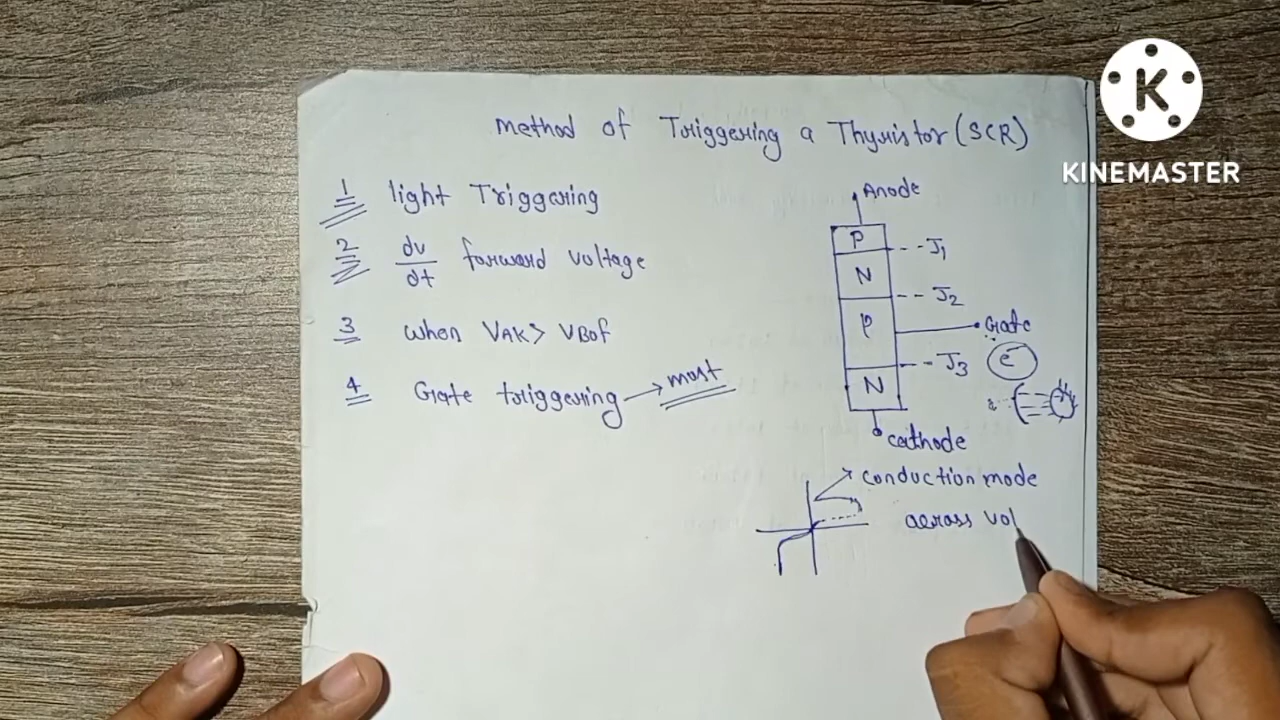 Method of Triggering a Thyristor (SCR)
1 light Triggering
2 dv/dt forward voltage
3 when VAK > VBof
4 Gate triggering → most
Anode
P
J1
N
J2
P
Gate
e
J3
N
cathode
conduction mode
across vol
K
KINEMASTER